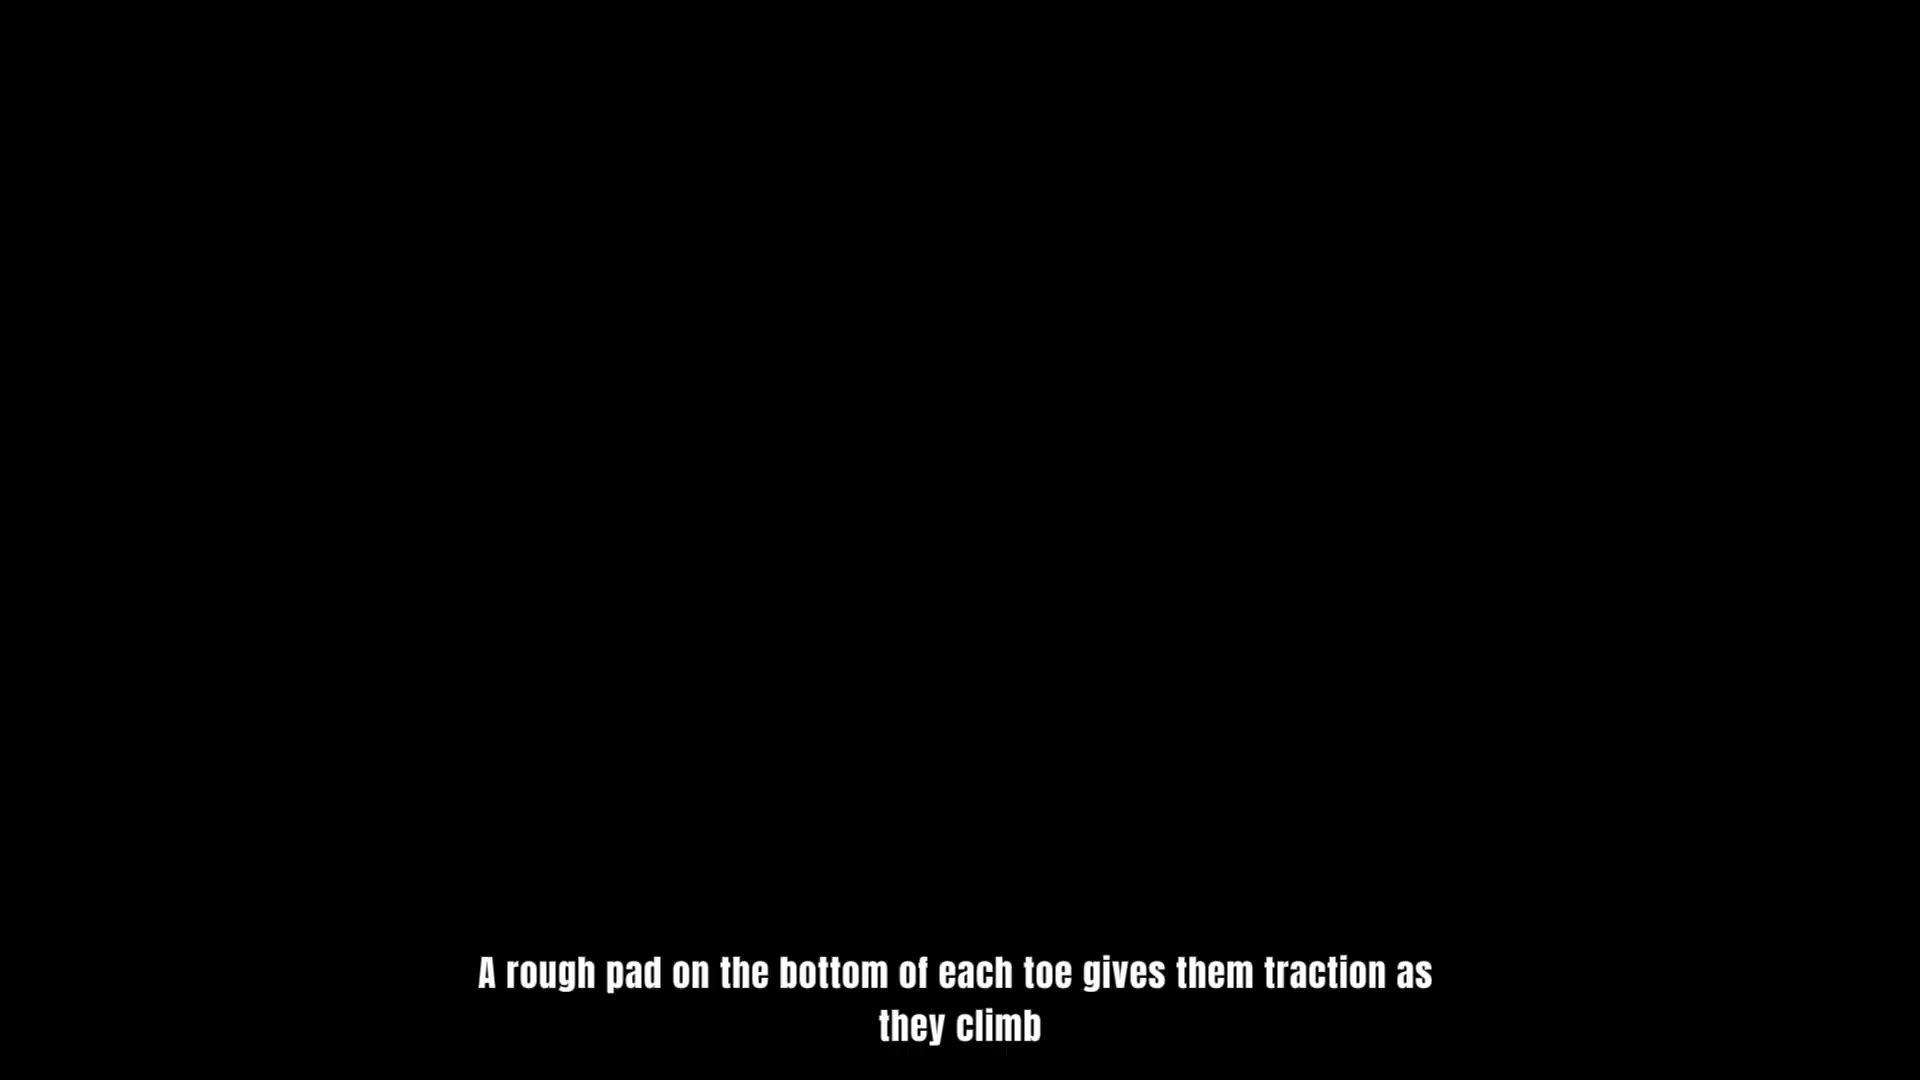 A rough pad on the bottom of each toe gives them traction as
they climb